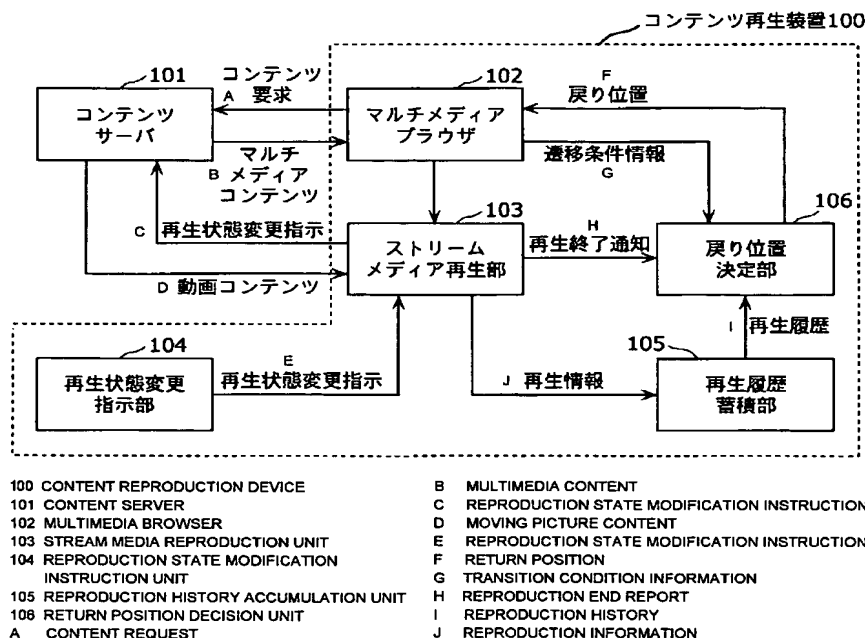 コンテンツ再生装置100
101
コンテンツ
サーバ
コンテンツ
A 要求
マルチ
B メディア
コンテンツ
102
マルチメディア
ブラウザ
F
戻り位置
遷移条件情報
G
106
戻り位置
決定部
C 再生状態変更指示
103
ストリーム
メディア再生部
H
再生終了通知
D 動画コンテンツ
I 再生履歴
104
再生状態変更
指示部
E
再生状態変更指示
J 再生情報
105
再生履歴
蓄積部
100 CONTENT REPRODUCTION DEVICE
101 CONTENT SERVER
102 MULTIMEDIA BROWSER
103 STREAM MEDIA REPRODUCTION UNIT
104 REPRODUCTION STATE MODIFICATION
INSTRUCTION UNIT
105 REPRODUCTION HISTORY ACCUMULATION UNIT
106 RETURN POSITION DECISION UNIT
A CONTENT REQUEST
B MULTIMEDIA CONTENT
C REPRODUCTION STATE MODIFICATION INSTRUCTION
D MOVING PICTURE CONTENT
E REPRODUCTION STATE MODIFICATION INSTRUCTION
F RETURN POSITION
G TRANSITION CONDITION INFORMATION
H REPRODUCTION END REPORT
I REPRODUCTION HISTORY
J REPRODUCTION INFORMATION